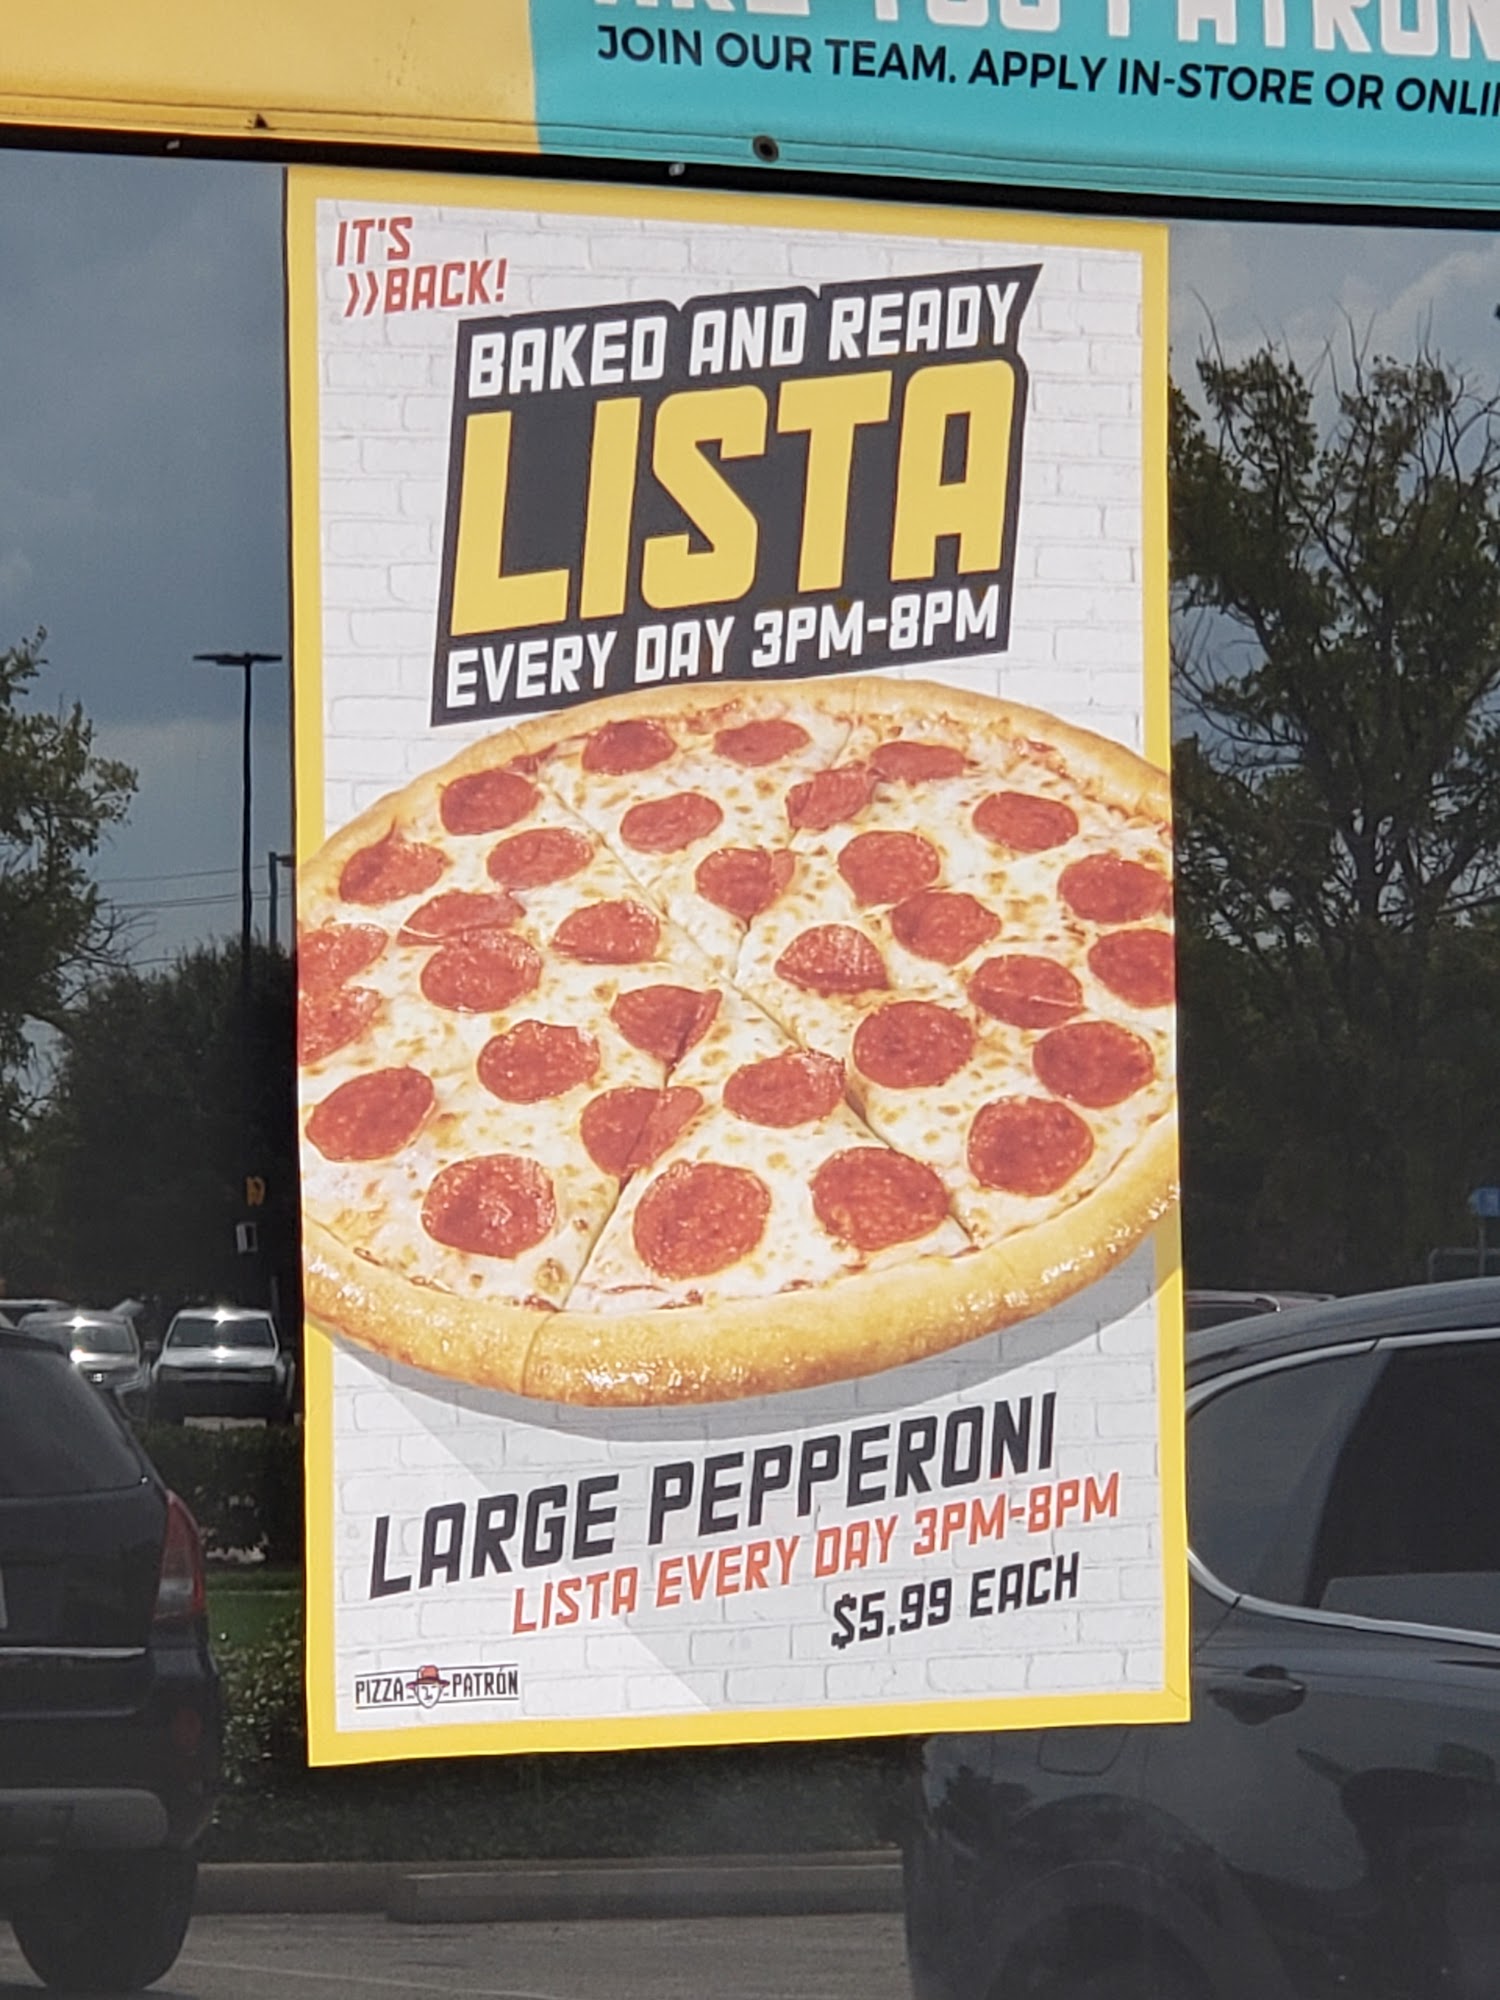 JOIN OUR TEAM. APPLY IN-STORE OR
IT'S
»BACK!
BAKED AND READY
LISTA
EVERY DAY 3PM-8PM
LARGE PEPPERONI
LISTA EVERY DAY 3PM-8PM
$5.99 EACH
PIZZA PATRÓN